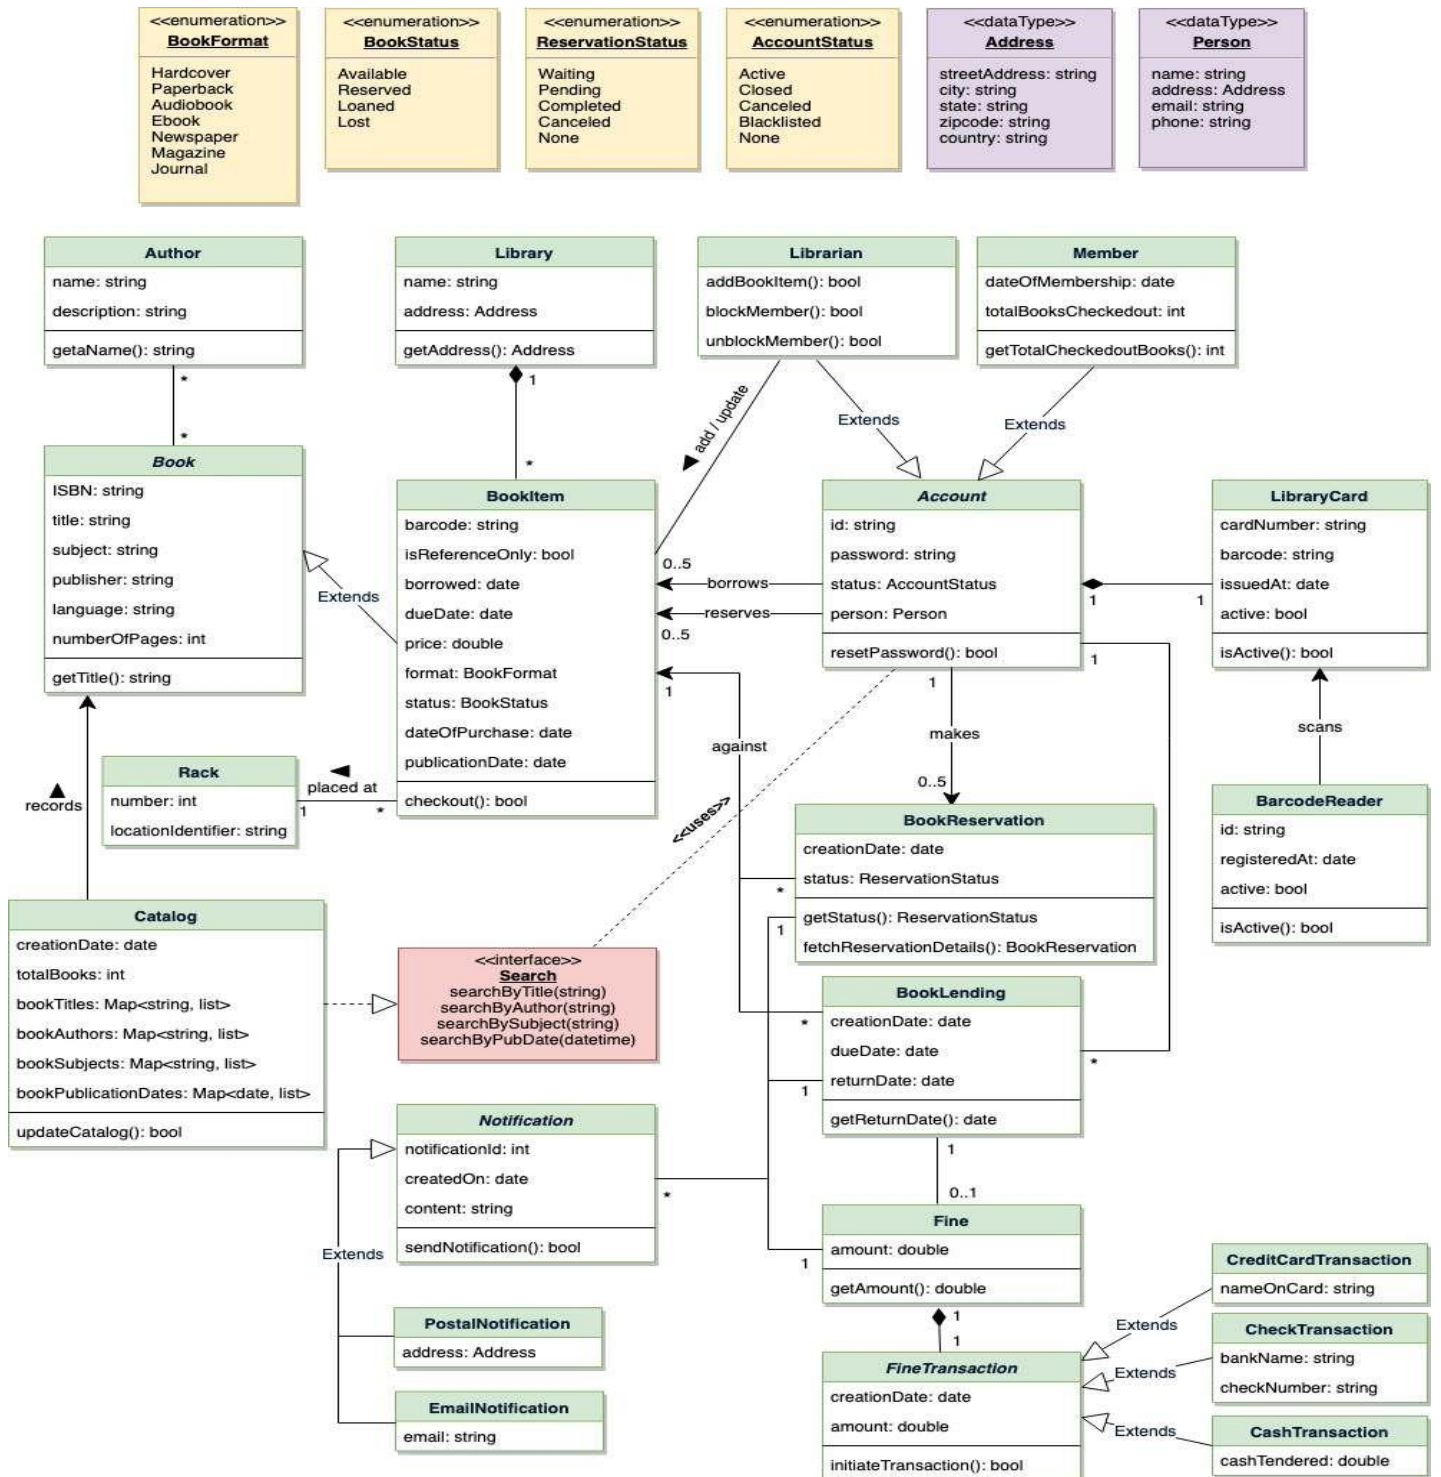 <<enumeration>>
BookFormat
Hardcover
Paperback
Audiobook
Ebook
Newspaper
Magazine
Journal
<<enumeration>>
BookStatus
Available
Reserved
Loaned
Lost
<<enumeration>>
ReservationStatus
Waiting
Pending
Completed
Canceled
None
<<enumeration>>
AccountStatus
Active
Closed
Canceled
Blacklisted
None
<<dataType>>
Address
streetAddress: string
city: string
state: string
zipcode: string
country: string
<<dataType>>
Person
name: string
address: Address
email: string
phone: string
Author
name: string
description: string
getaName(): string
*
*
Library
name: string
address: Address
getAddress(): Address
1
*
Librarian
addBookItem(): bool
blockMember(): bool
unblockMember(): bool
add / update
Extends
Member
dateOfMembership: date
totalBooksCheckedout: int
getTotalCheckedoutBooks(): int
Extends
Book
ISBN: string
title: string
subject: string
publisher: string
language: string
numberOfPages: int
getTitle(): string
Extends
BookItem
barcode: string
isReferenceOnly: bool
borrowed: date
dueDate: date
price: double
format: BookFormat
status: BookStatus
dateOfPurchase: date
publicationDate: date
checkout(): bool
0..5
borrows
reserves
0..5
1
against
Account
id: string
password: string
status: AccountStatus
person: Person
resetPassword(): bool
1
1
1
1
makes
0..5
LibraryCard
cardNumber: string
barcode: string
issuedAt: date
active: bool
isActive(): bool
scans
BarcodeReader
id: string
registeredAt: date
active: bool
isActive(): bool
Rack
number: int
locationIdentifier: string
placed at
1
*
records
<<uses>>
BookReservation
creationDate: date
status: ReservationStatus
getStatus(): ReservationStatus
fetchReservationDetails(): BookReservation
*
1
Catalog
creationDate: date
totalBooks: int
bookTitles: Map<string, list>
bookAuthors: Map<string, list>
bookSubjects: Map<string, list>
bookPublicationDates: Map<date, list>
updateCatalog(): bool
<<interface>>
Search
searchByTitle(string)
searchByAuthor(string)
searchBySubject(string)
searchByPubDate(datetime)
BookLending
creationDate: date
dueDate: date
returnDate: date
getReturnDate(): date
*
1
*
1
0..1
Notification
notificationId: int
createdOn: date
content: string
sendNotification(): bool
*
Extends
Fine
amount: double
getAmount(): double
1
1
1
PostalNotification
address: Address
EmailNotification
email: string
FineTransaction
creationDate: date
amount: double
initiateTransaction(): bool
Extends
Extends
Extends
CreditCardTransaction
nameOnCard: string
CheckTransaction
bankName: string
checkNumber: string
CashTransaction
cashTendered: double